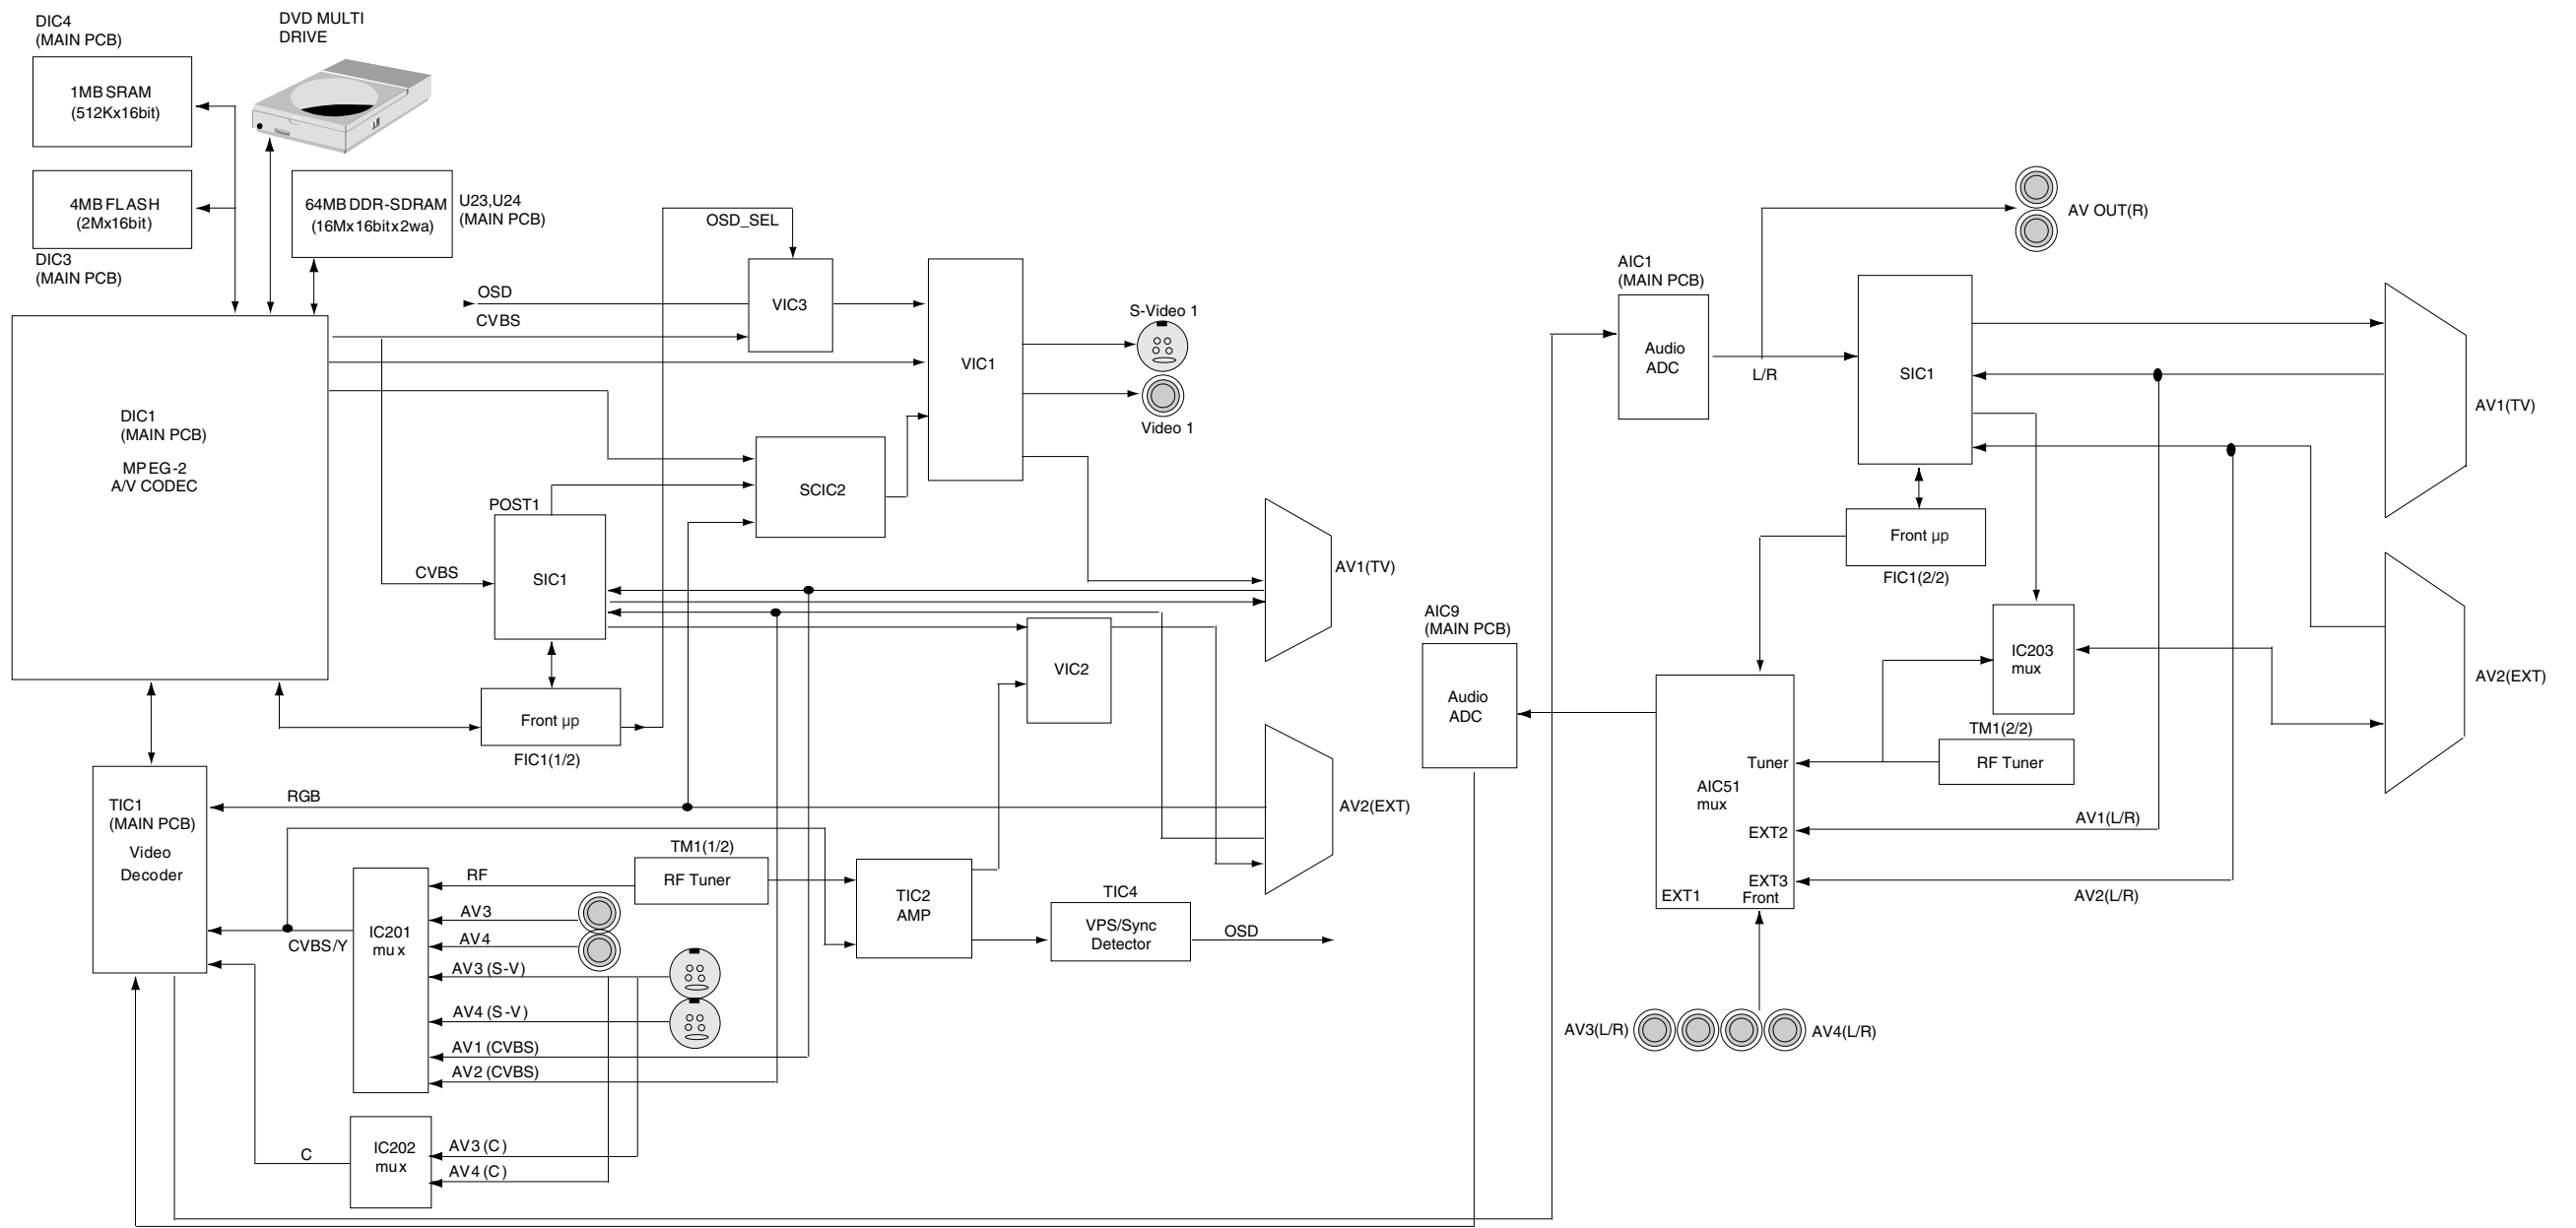 DIC4
(MAIN PCB)
DVD MULTI
DRIVE
1MB SRAM
(512Kx16bit)
4MB FLASH
(2Mx16bit)
DIC3
(MAIN PCB)
64MB DDR-SDRAM
(16Mx16bitx2wa)
U23,U24
(MAIN PCB)
OSD_SEL
OSD
CVBS
VIC3
VIC1
S-Video 1
Video 1
DIC1
(MAIN PCB)
MPEG-2
A/V CODEC
SCIC2
POST1
SIC1
CVBS
AV1(TV)
VIC2
Front µp
FIC1(1/2)
RGB
AV2(EXT)
TIC1
(MAIN PCB)
Video
Decoder
TM1(1/2)
RF Tuner
RF
AV3
AV4
AV3 (S-V)
AV4 (S-V)
AV1 (CVBS)
AV2 (CVBS)
CVBS/Y
IC201
mux
TIC2
AMP
TIC4
VPS/Sync
Detector
OSD
C
IC202
mux
AV3 (C)
AV4 (C)
AV OUT(R)
AIC1
(MAIN PCB)
Audio
ADC
L/R
SIC1
AV1(TV)
Front µp
FIC1(2/2)
AIC9
(MAIN PCB)
Audio
ADC
IC203
mux
AV2(EXT)
TM1(2/2)
RF Tuner
Tuner
AIC51
mux
EXT2
AV1(L/R)
EXT3
EXT1
Front
AV2(L/R)
AV3(L/R)
AV4(L/R)